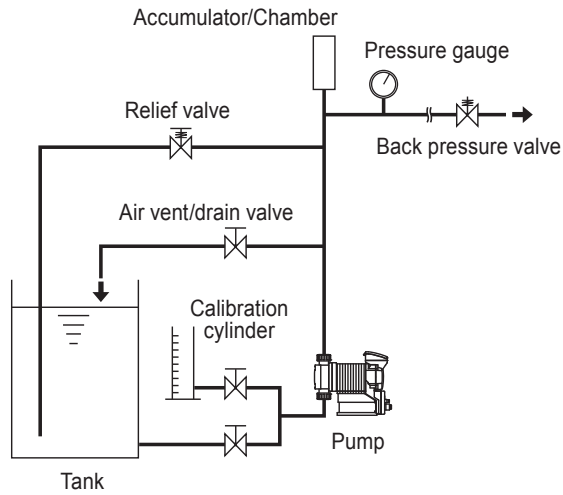 Accumulator/Chamber
Pressure gauge
Relief valve
Back pressure valve
Air vent/drain valve
Calibration
cylinder
Pump
Tank